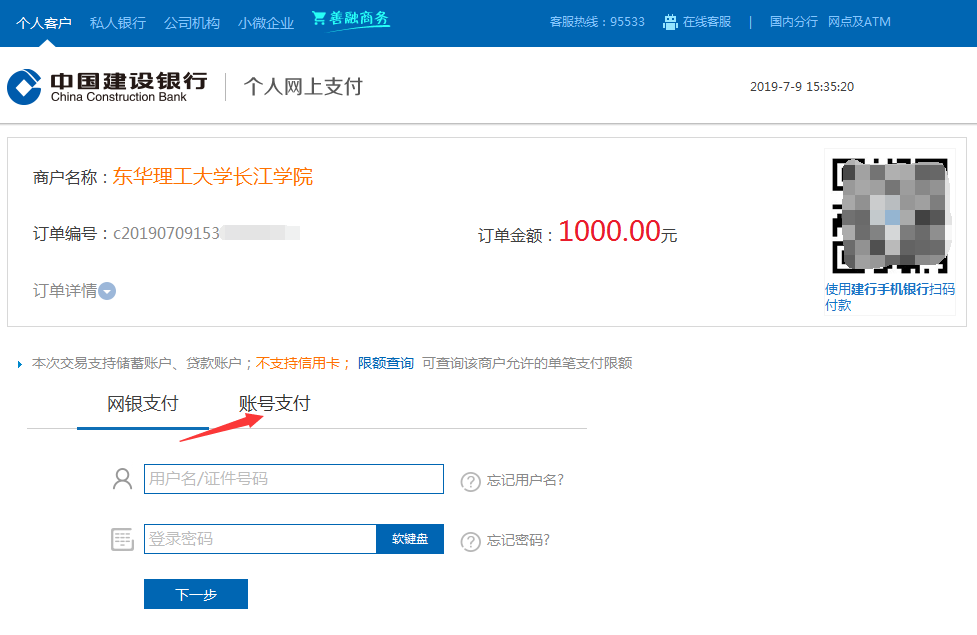 个人客户 私人银行 公司机构 小微企业 善融商务 客服热线：95533 在线客服 | 国内分行 网点及ATM
中国建设银行
China Construction Bank
个人网上支付
2019-7-9 15:35:20
商户名称：东华理工大学长江学院
订单编号：c20190709153
订单金额：1000.00元
订单详情
使用建行手机银行扫码
付款
本次交易支持储蓄账户、贷款账户；不支持信用卡； 限额查询 可查询该商户允许的单笔支付限额
网银支付 账号支付
用户名/证件号码
? 忘记用户名?
登录密码 软键盘
? 忘记密码?
下一步